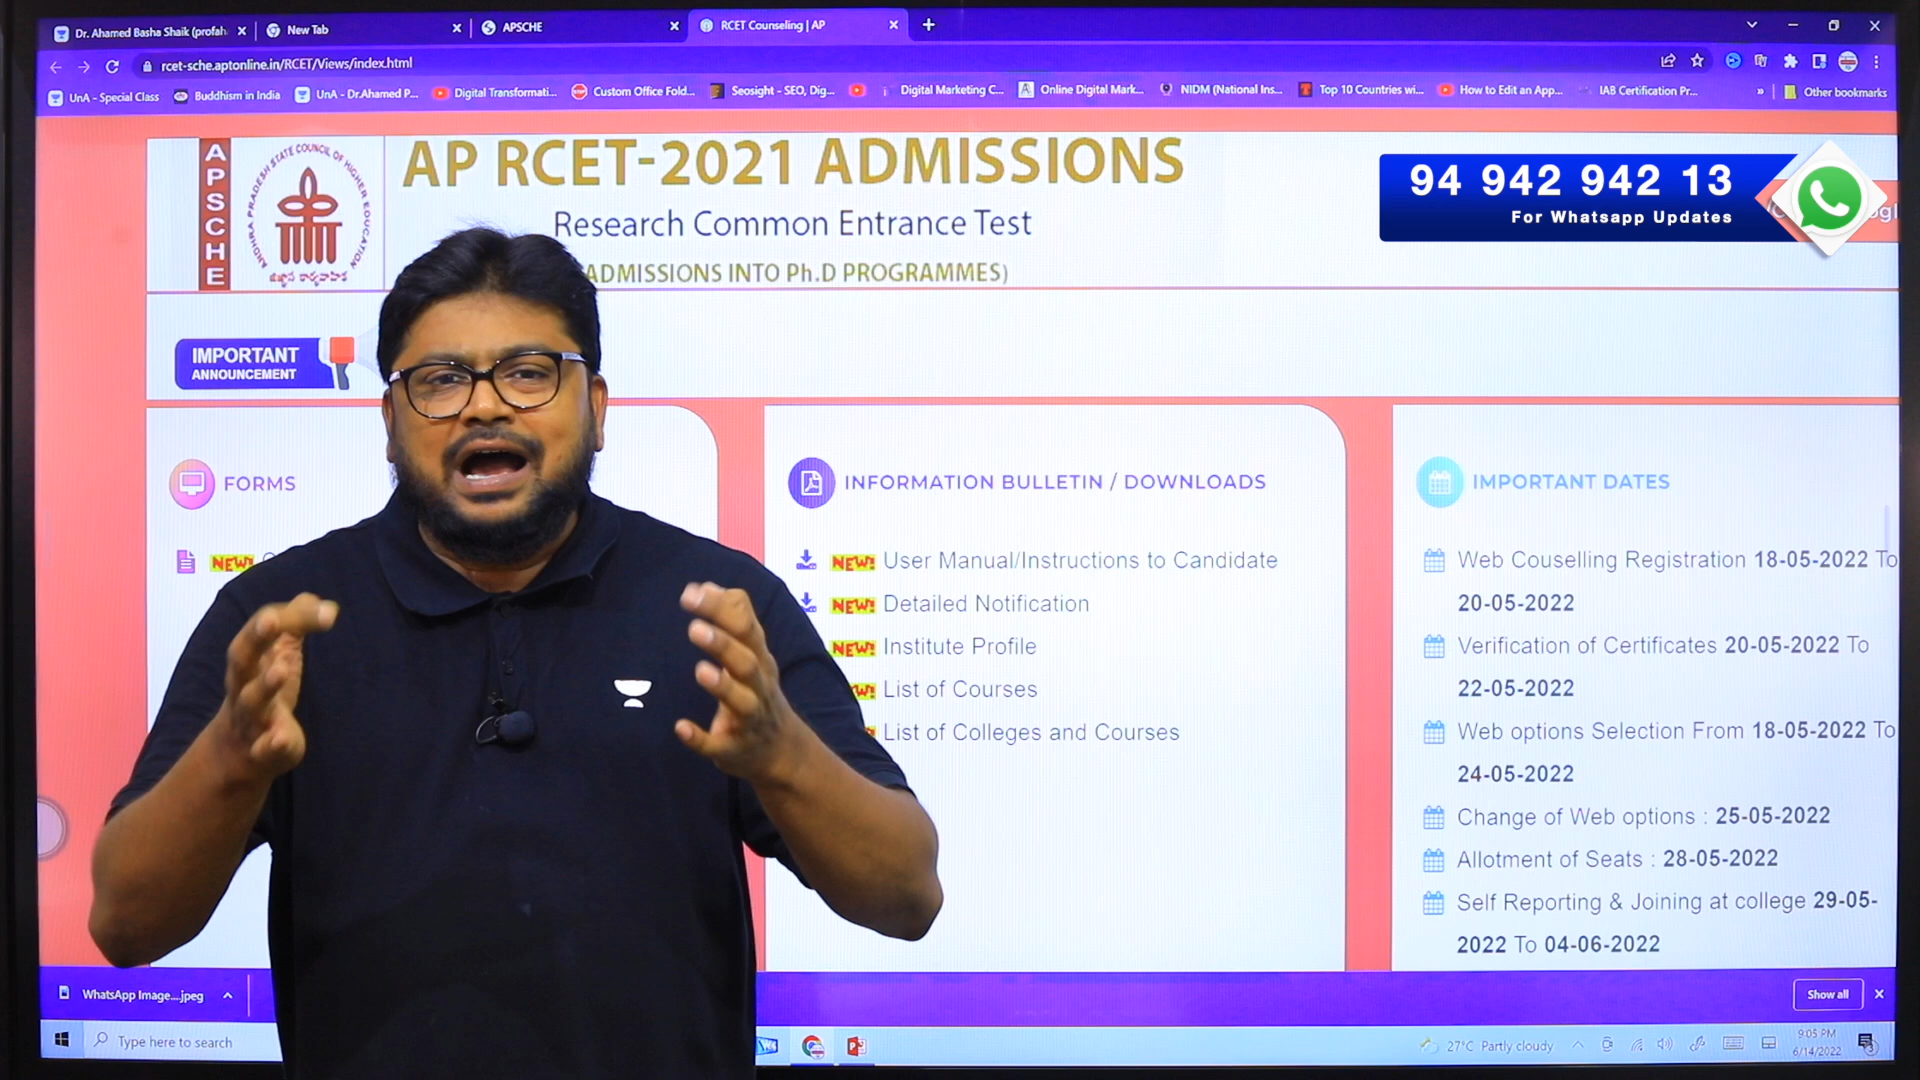 Dr. Ahamed Basha Shaik (profah
New Tab
APSCHE
RCET Counseling | AP
rcet-sche.aptonline.in/RCET/Views/index.html
UnA - Special Class
Buddhism in India
UnA - Dr.Ahamed P...
Digital Transformati...
Custom Office Fold...
Seosight - SEO, Dig...
Digital Marketing C...
Online Digital Mark...
NIDM (National Ins...
Top 10 Countries wi...
How to Edit an App...
IAB Certification Pr...
»
Other bookmarks
APSCHE
ANDHRA PRADESH STATE COUNCIL OF HIGHER EDUCATION
AP RCET-2021 ADMISSIONS
Research Common Entrance Test
ADMISSIONS INTO Ph.D PROGRAMMES)
94 942 942 13
For Whatsapp Updates
IMPORTANT
ANNOUNCEMENT
FORMS
NEW!
INFORMATION BULLETIN / DOWNLOADS
NEW! User Manual/Instructions to Candidate
NEW! Detailed Notification
NEW! Institute Profile
List of Courses
List of Colleges and Courses
IMPORTANT DATES
Web Couselling Registration 18-05-2022 To
20-05-2022
Verification of Certificates 20-05-2022 To
22-05-2022
Web options Selection From 18-05-2022 To
24-05-2022
Change of Web options : 25-05-2022
Allotment of Seats : 28-05-2022
Self Reporting & Joining at college 29-05-
2022 To 04-06-2022
WhatsApp Image....jpeg
Show all
Type here to search
27°C Partly cloudy
9:05 PM
6/14/2022
3